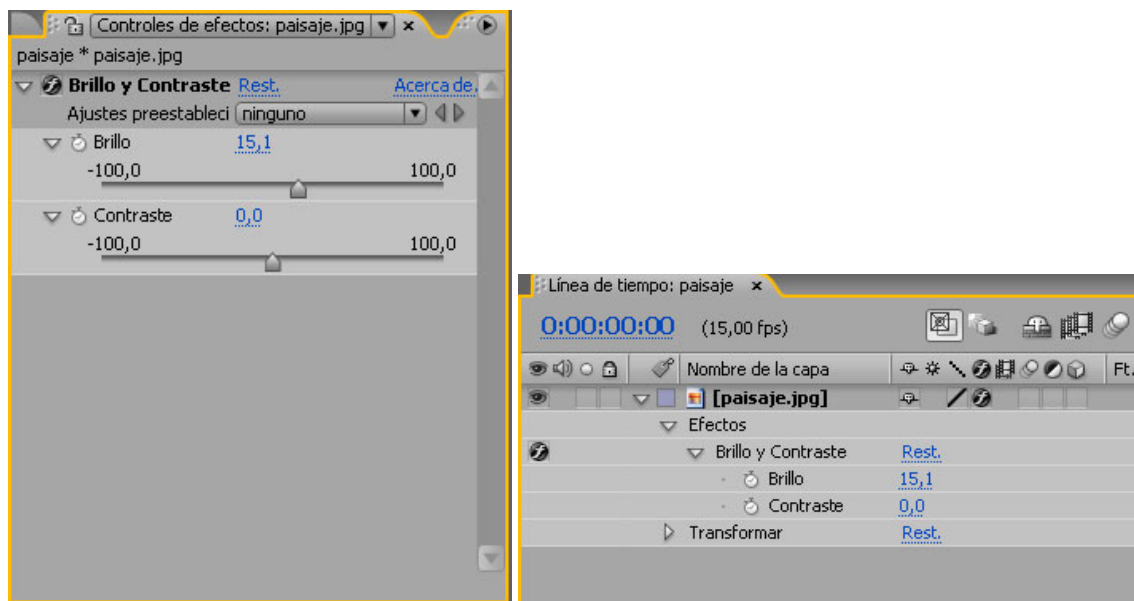 Controles de efectos: paisaje.jpg
paisaje * paisaje.jpg
Brillo y Contraste Rest. Acerca de.
Ajustes preestableci ninguno
Brillo 15,1
-100,0 100,0
Contraste 0,0
-100,0 100,0
Línea de tiempo: paisaje
0:00:00:00 (15,00 fps)
Nombre de la capa Ft.
[paisaje.jpg]
Efectos
Brillo y Contraste Rest.
Brillo 15,1
Contraste 0,0
Transformar Rest.